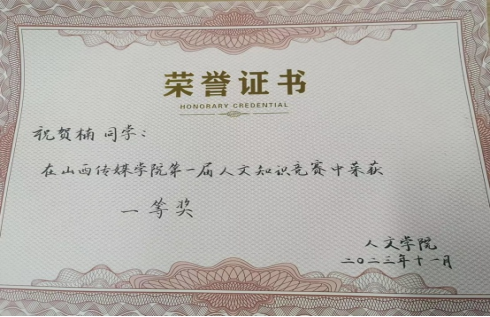 荣誉证书
HONORARY CREDENTIAL
祝贺楠 同学：
在山西传媒学院第一届人文知识竞赛中荣获
一等奖
人文学院
二〇二三年十一月